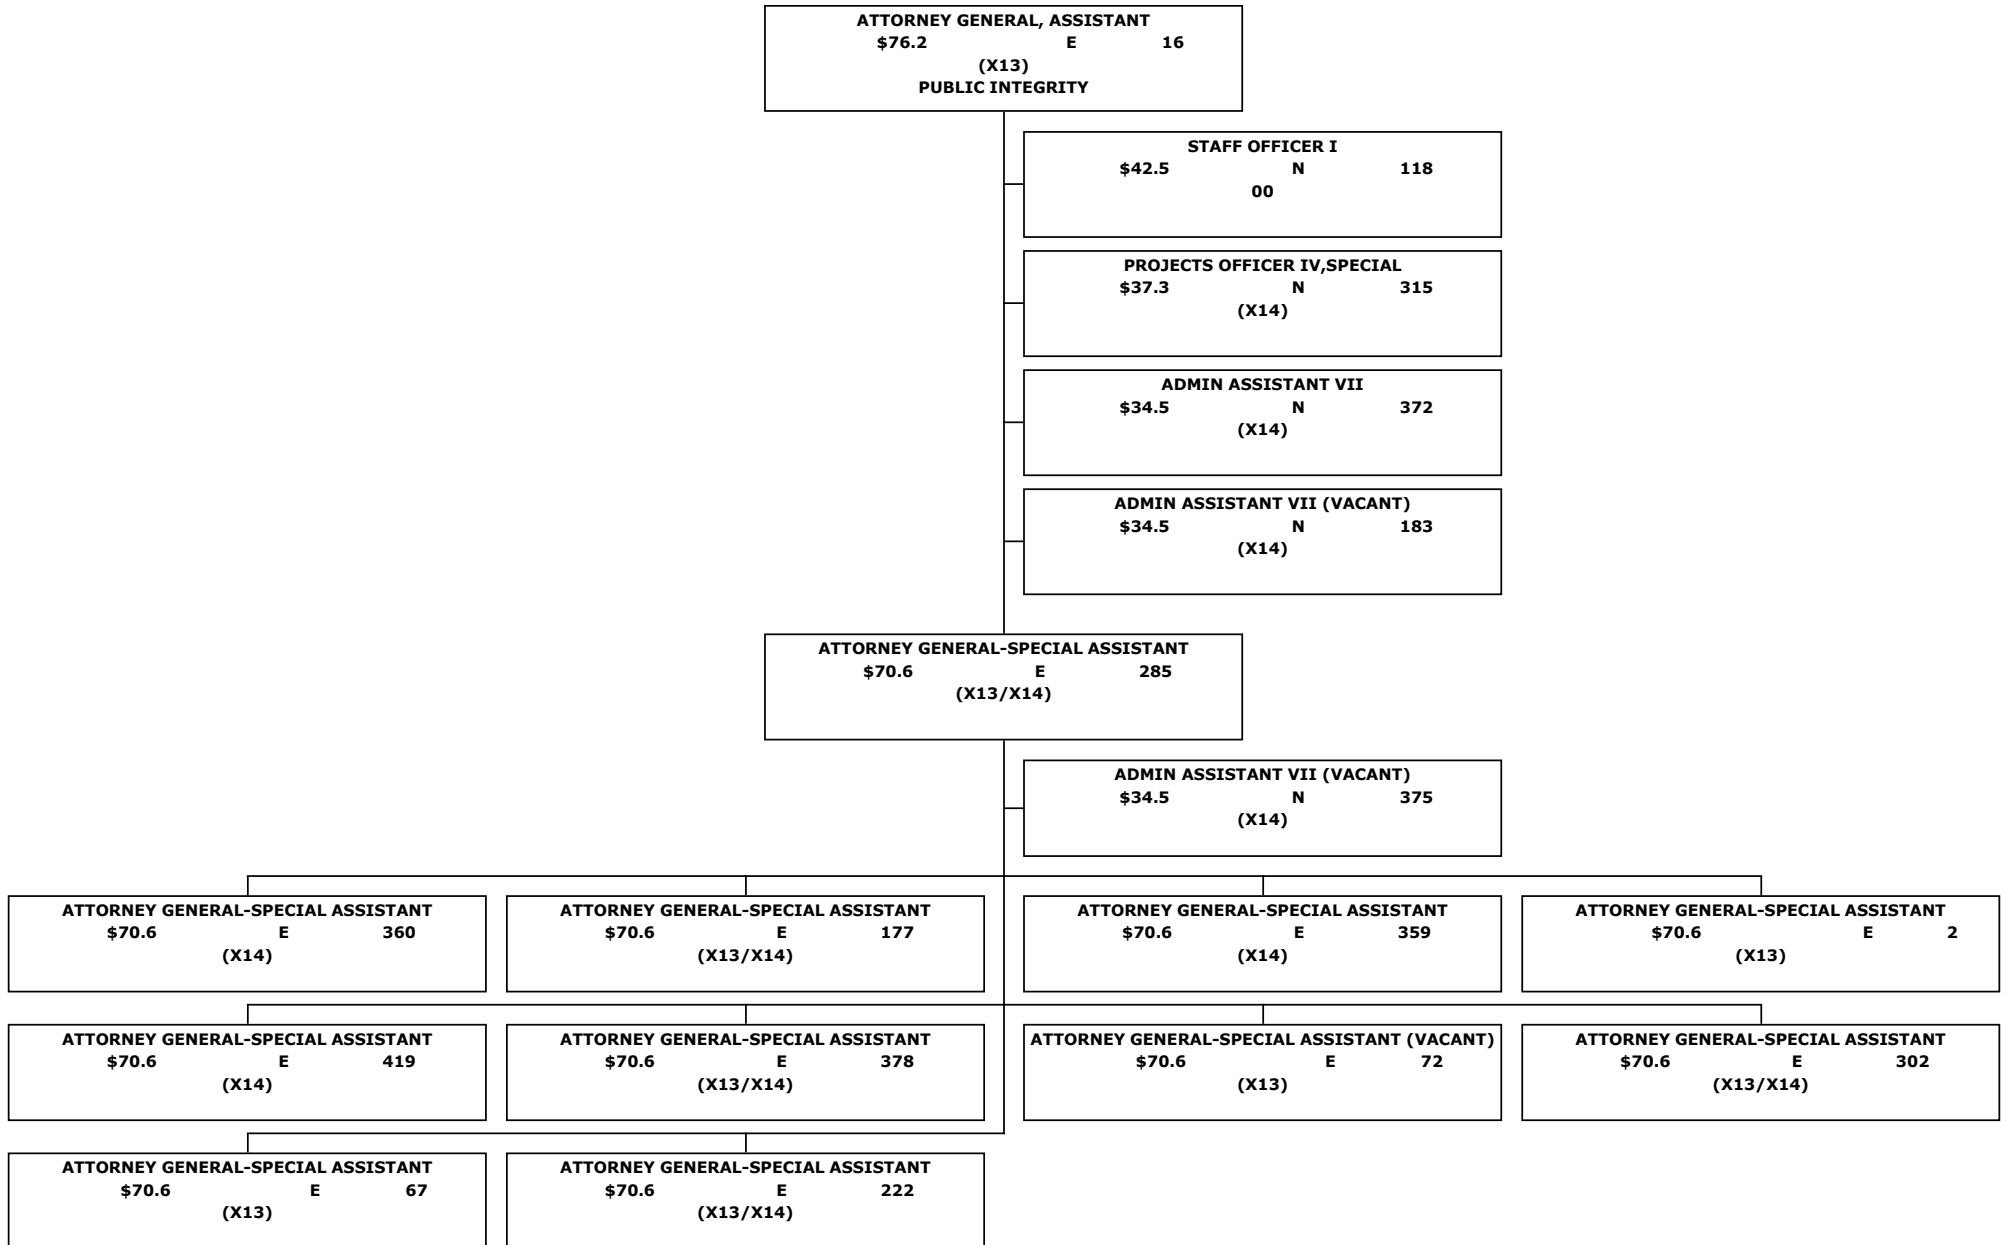 ATTORNEY GENERAL, ASSISTANT
$76.2 E 16
(X13)
PUBLIC INTEGRITY
STAFF OFFICER I
$42.5 N 118
00
PROJECTS OFFICER IV,SPECIAL
$37.3 N 315
(X14)
ADMIN ASSISTANT VII
$34.5 N 372
(X14)
ADMIN ASSISTANT VII (VACANT)
$34.5 N 183
(X14)
ATTORNEY GENERAL-SPECIAL ASSISTANT
$70.6 E 285
(X13/X14)
ADMIN ASSISTANT VII (VACANT)
$34.5 N 375
(X14)
ATTORNEY GENERAL-SPECIAL ASSISTANT
$70.6 E 360
(X14)
ATTORNEY GENERAL-SPECIAL ASSISTANT
$70.6 E 177
(X13/X14)
ATTORNEY GENERAL-SPECIAL ASSISTANT
$70.6 E 359
(X14)
ATTORNEY GENERAL-SPECIAL ASSISTANT
$70.6 E 2
(X13)
ATTORNEY GENERAL-SPECIAL ASSISTANT
$70.6 E 419
(X14)
ATTORNEY GENERAL-SPECIAL ASSISTANT
$70.6 E 378
(X13/X14)
ATTORNEY GENERAL-SPECIAL ASSISTANT (VACANT)
$70.6 E 72
(X13)
ATTORNEY GENERAL-SPECIAL ASSISTANT
$70.6 E 302
(X13/X14)
ATTORNEY GENERAL-SPECIAL ASSISTANT
$70.6 E 67
(X13)
ATTORNEY GENERAL-SPECIAL ASSISTANT
$70.6 E 222
(X13/X14)